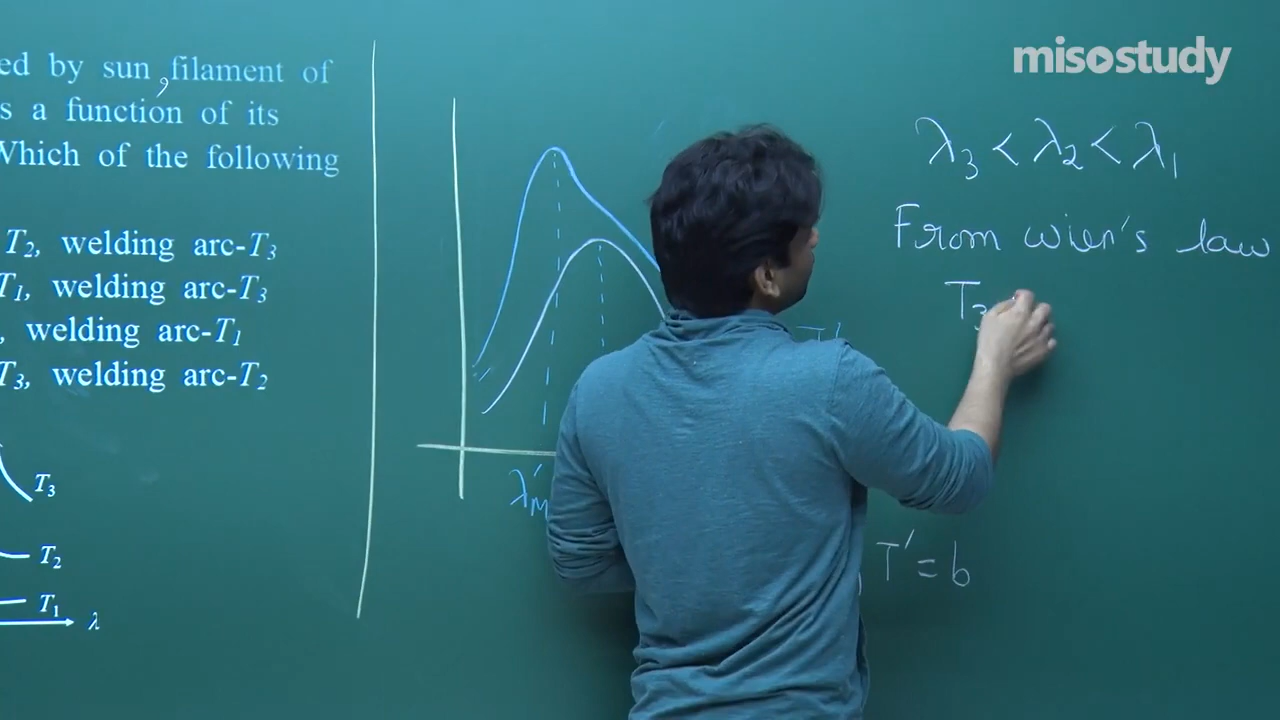 misostudy
ed by sun, filament of
s a function of its
Which of the following
T2, welding arc-T3
T1, welding arc-T3
, welding arc-T1
T3, welding arc-T2
T3
T2
T1
λ
λ'M
λ3 < λ2 < λ1
From wien's law
T3
T'
T' = b